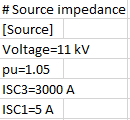 # Source impedance
[Source]
Voltage=11 kV
pu=1.05
ISC3=3000 A
ISC1=5 A